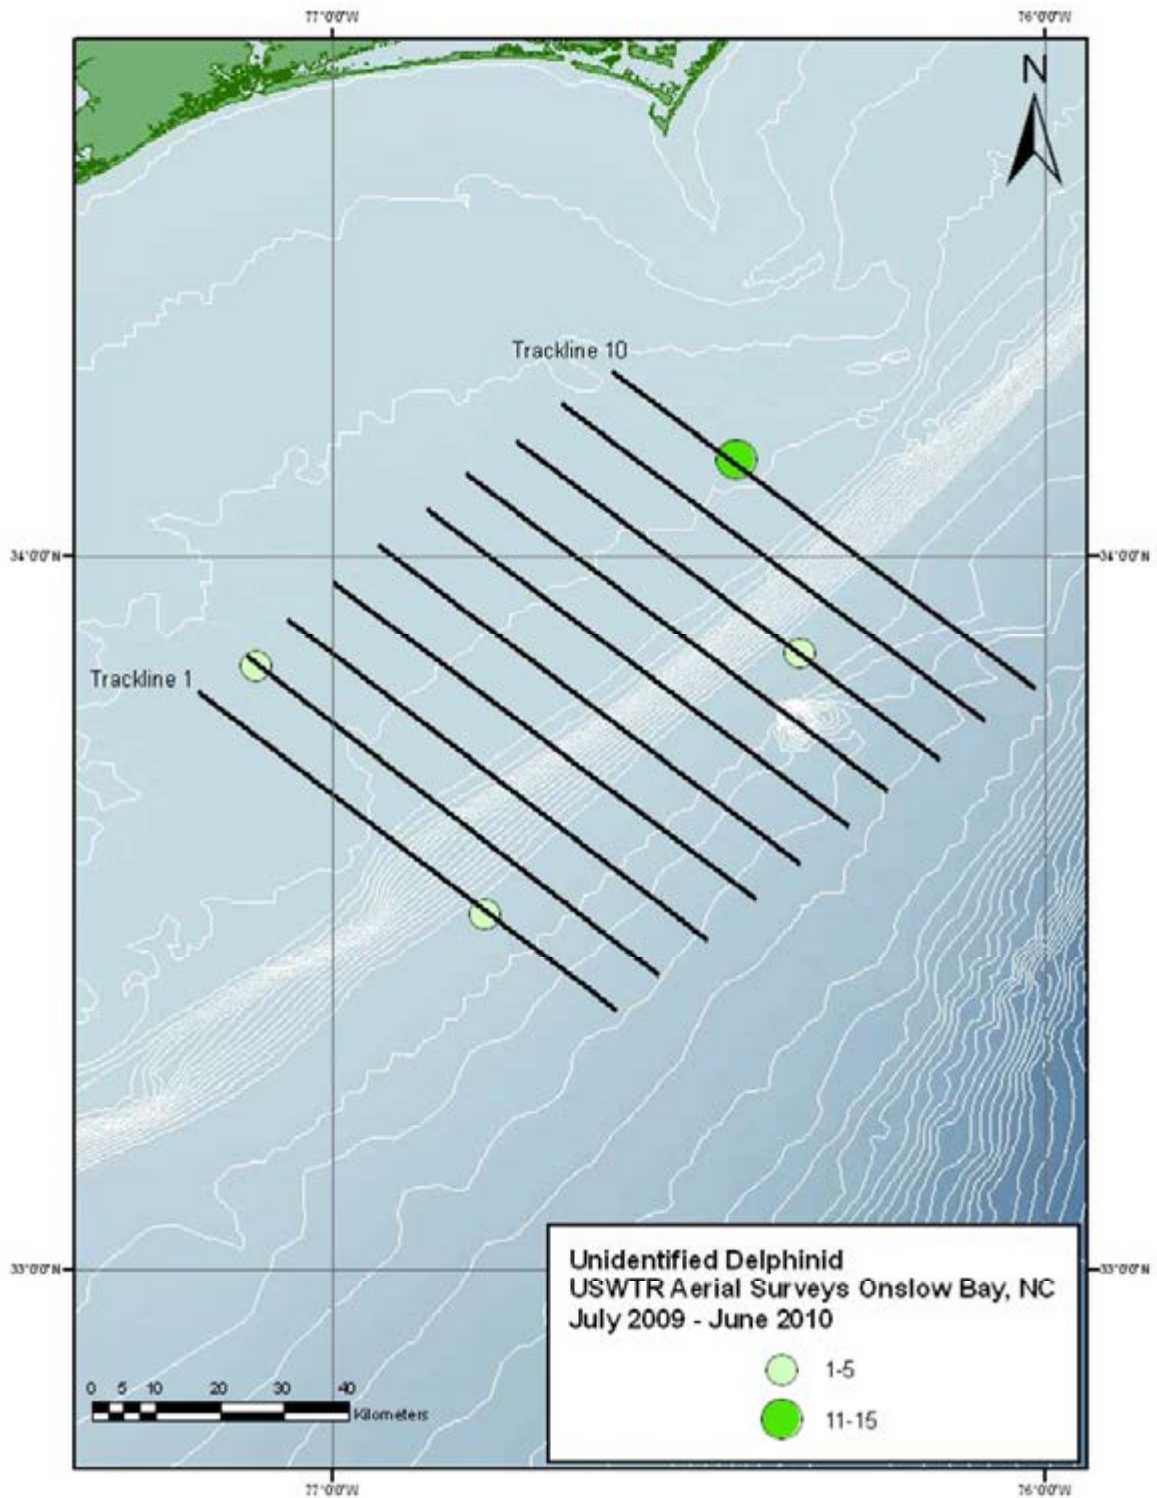 77°0'0"W 76°0'0"W
N
Trackline 10
34°0'0"N 34°0'0"N
Trackline 1
33°0'0"N 33°0'0"N
Unidentified Delphinid
USWTR Aerial Surveys Onslow Bay, NC
July 2009 - June 2010
1-5
11-15
0 5 10 20 30 40
Kilometers
77°0'0"W 76°0'0"W